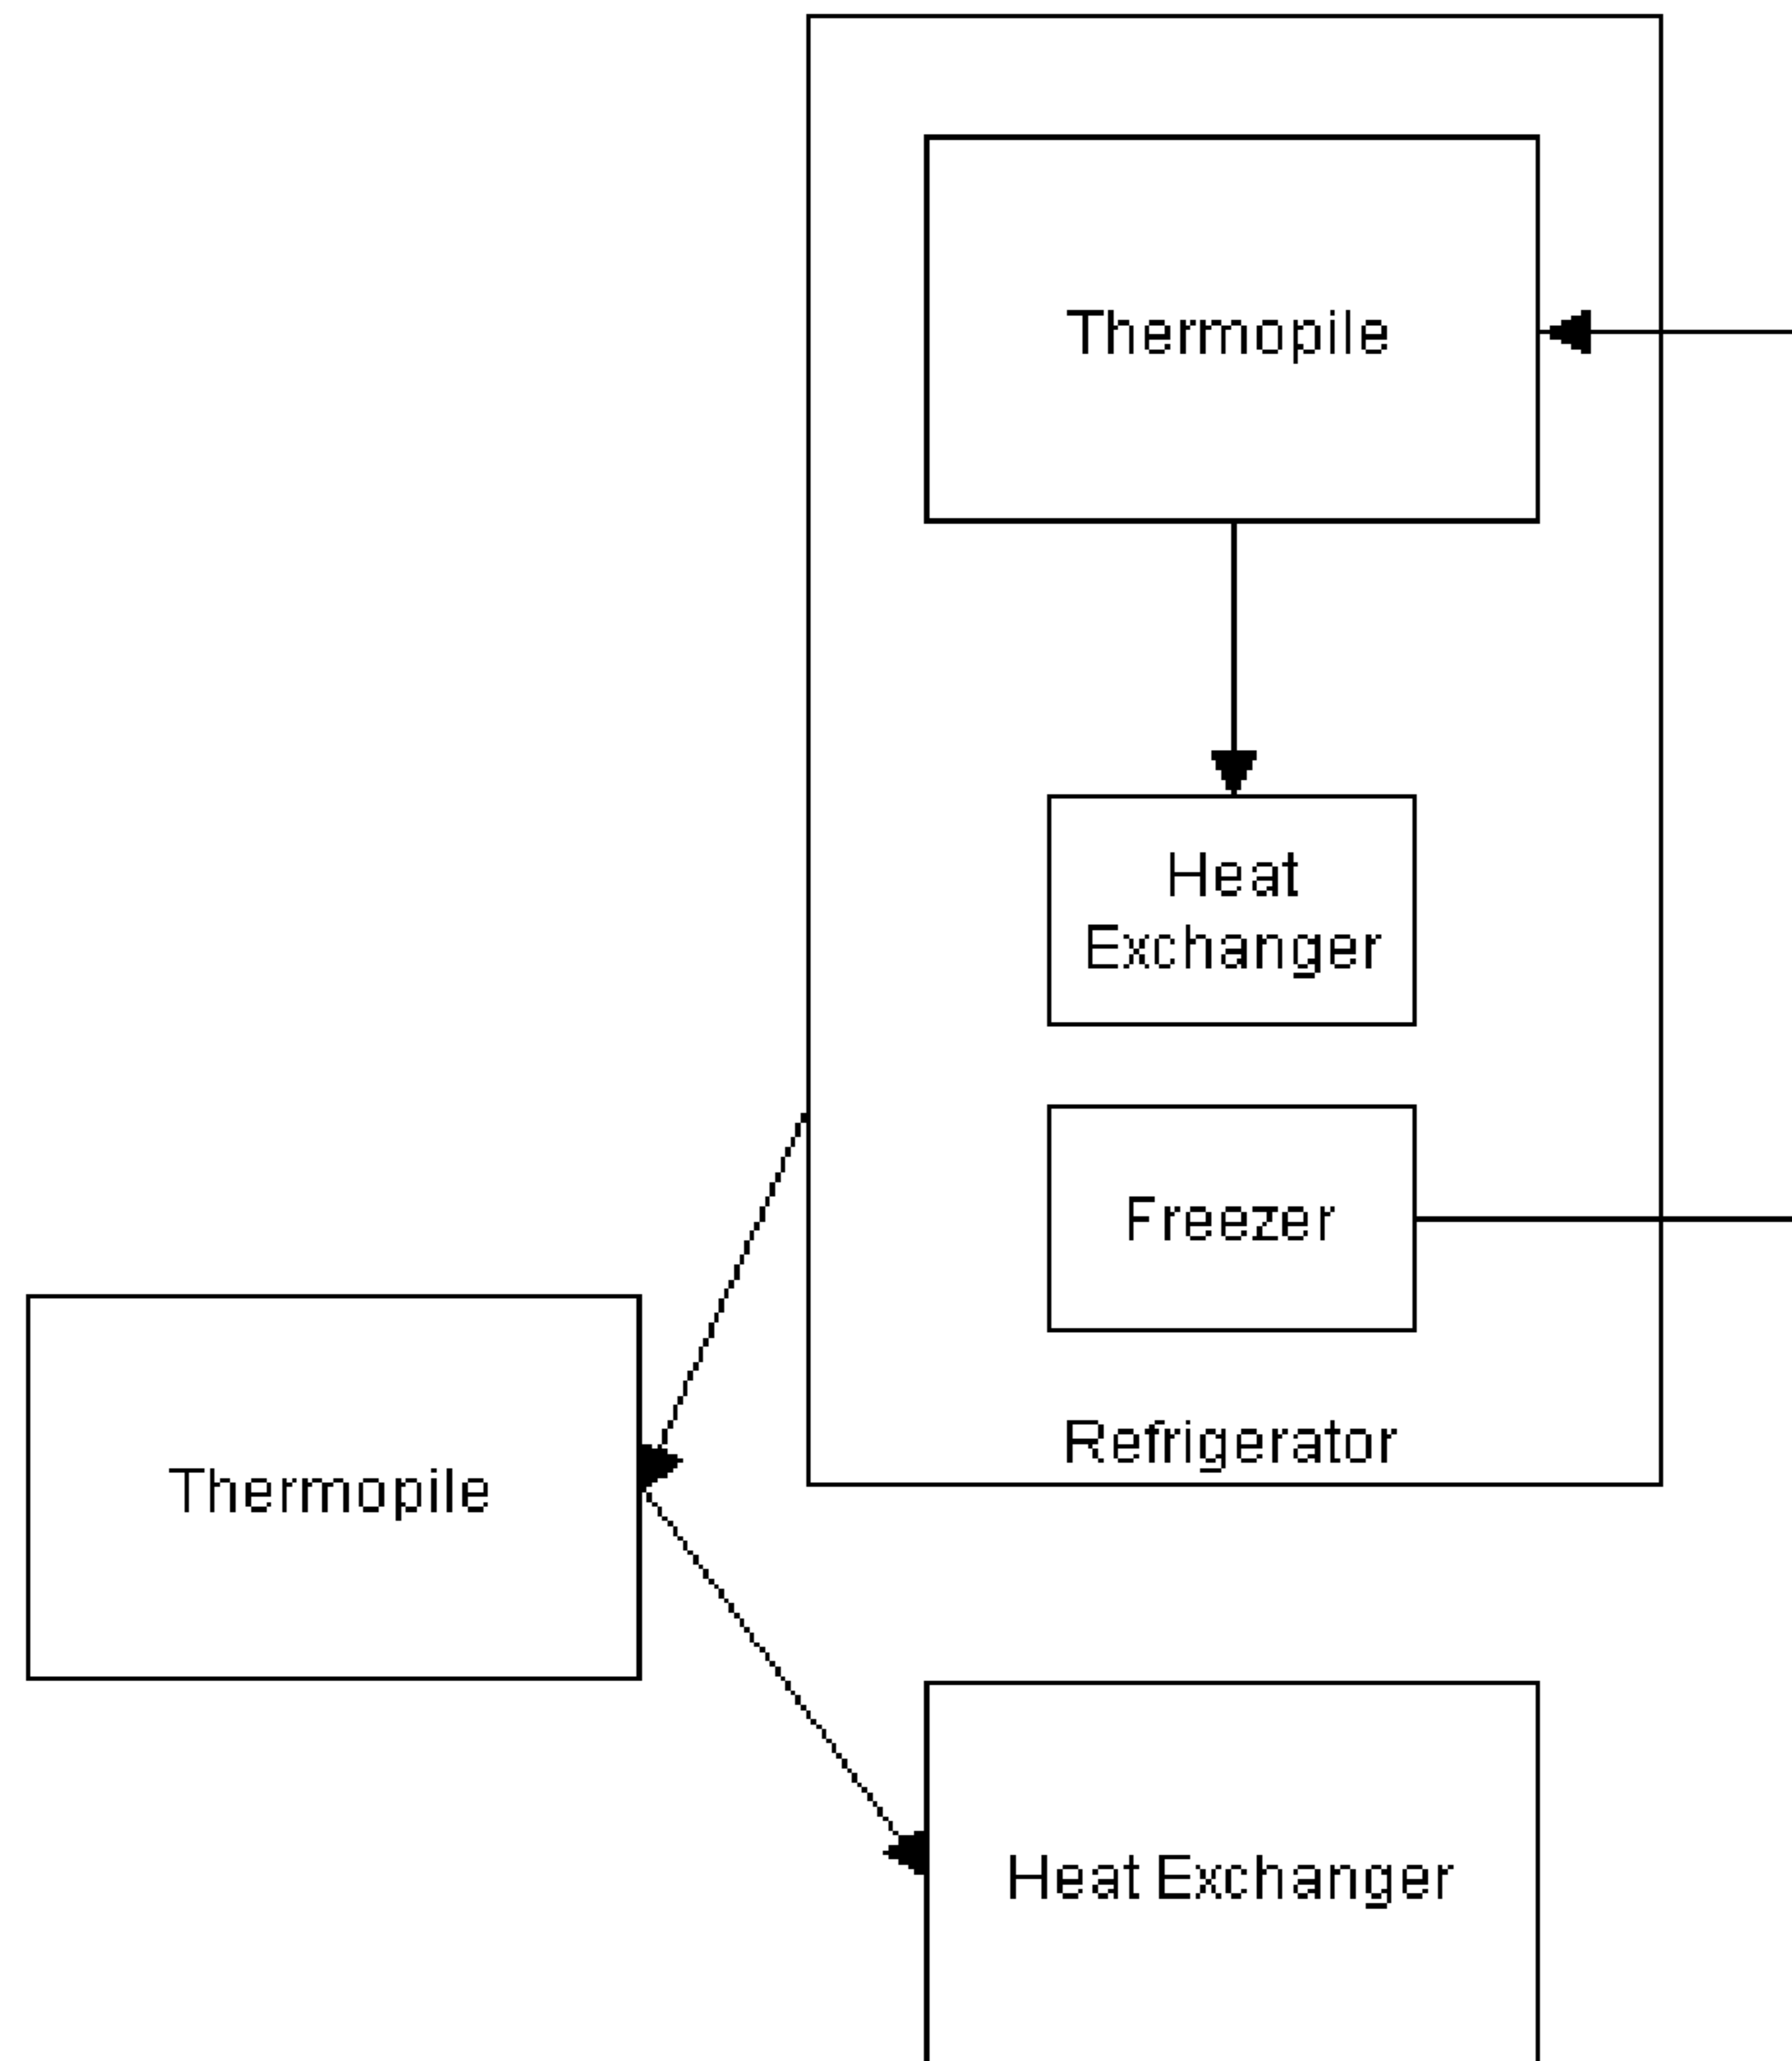 Thermopile
Heat
Exchanger
Freezer
Refrigerator
Thermopile
Heat Exchanger